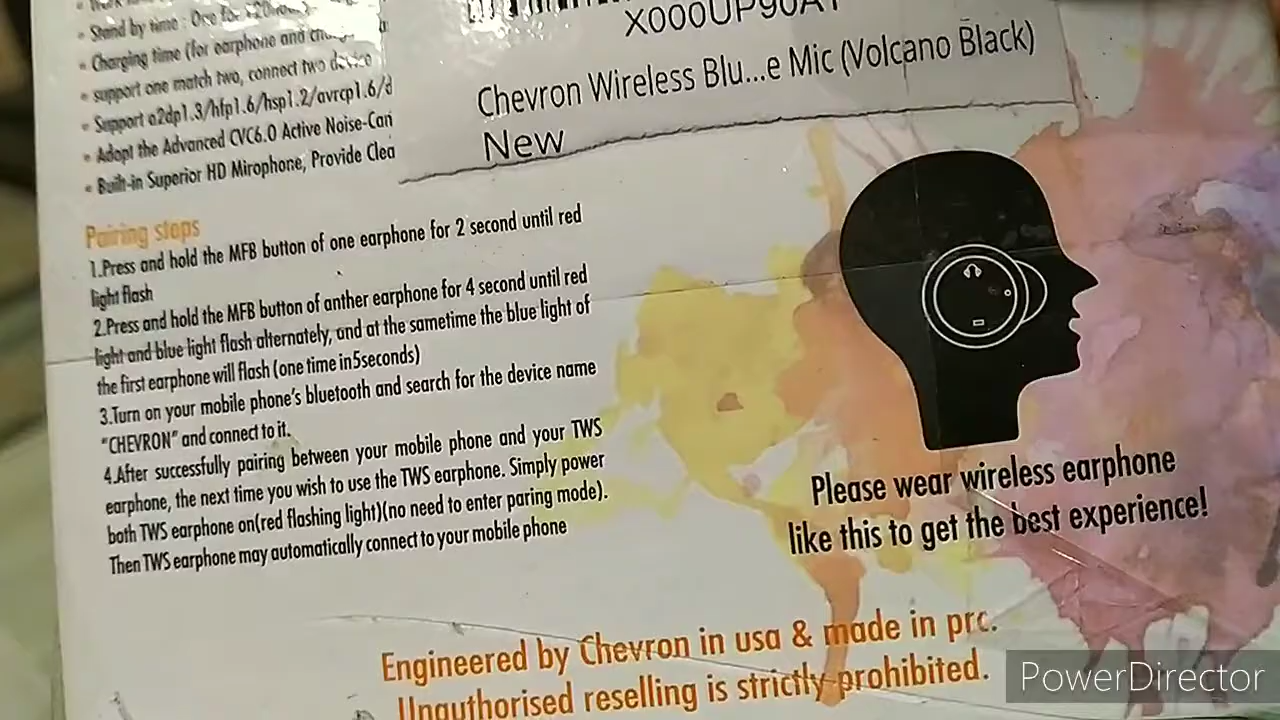 Stand by time : One for
Charging time (for earphone and
support one match two, connect two device
Support a2dp1.3/hfp1.6/hsp1.2/avrcp1.6/d
Adopt the Advanced CVC6.0 Active Noise-Can
Built-in Superior HD Mirophone, Provide Clea
Chevron Wireless Blu...e Mic (Volcano Black)
New
Pairing steps
1.Press and hold the MFB button of one earphone for 2 second until red
light flash
2.Press and hold the MFB button of anther earphone for 4 second until red
light and blue light flash alternately, and at the sametime the blue light of
the first earphone will flash (one time in5seconds)
3.Turn on your mobile phone's bluetooth and search for the device name
"CHEVRON" and connect to it.
4.After successfully pairing between your mobile phone and your TWS
earphone, the next time you wish to use the TWS earphone. Simply power
both TWS earphone on(red flashing light)(no need to enter paring mode).
Then TWS earphone may automatically connect to your mobile phone
Please wear wireless earphone
like this to get the best experience!
Engineered by Chevron in usa & made in prc.
Unauthorised reselling is strictly prohibited.
PowerDirector